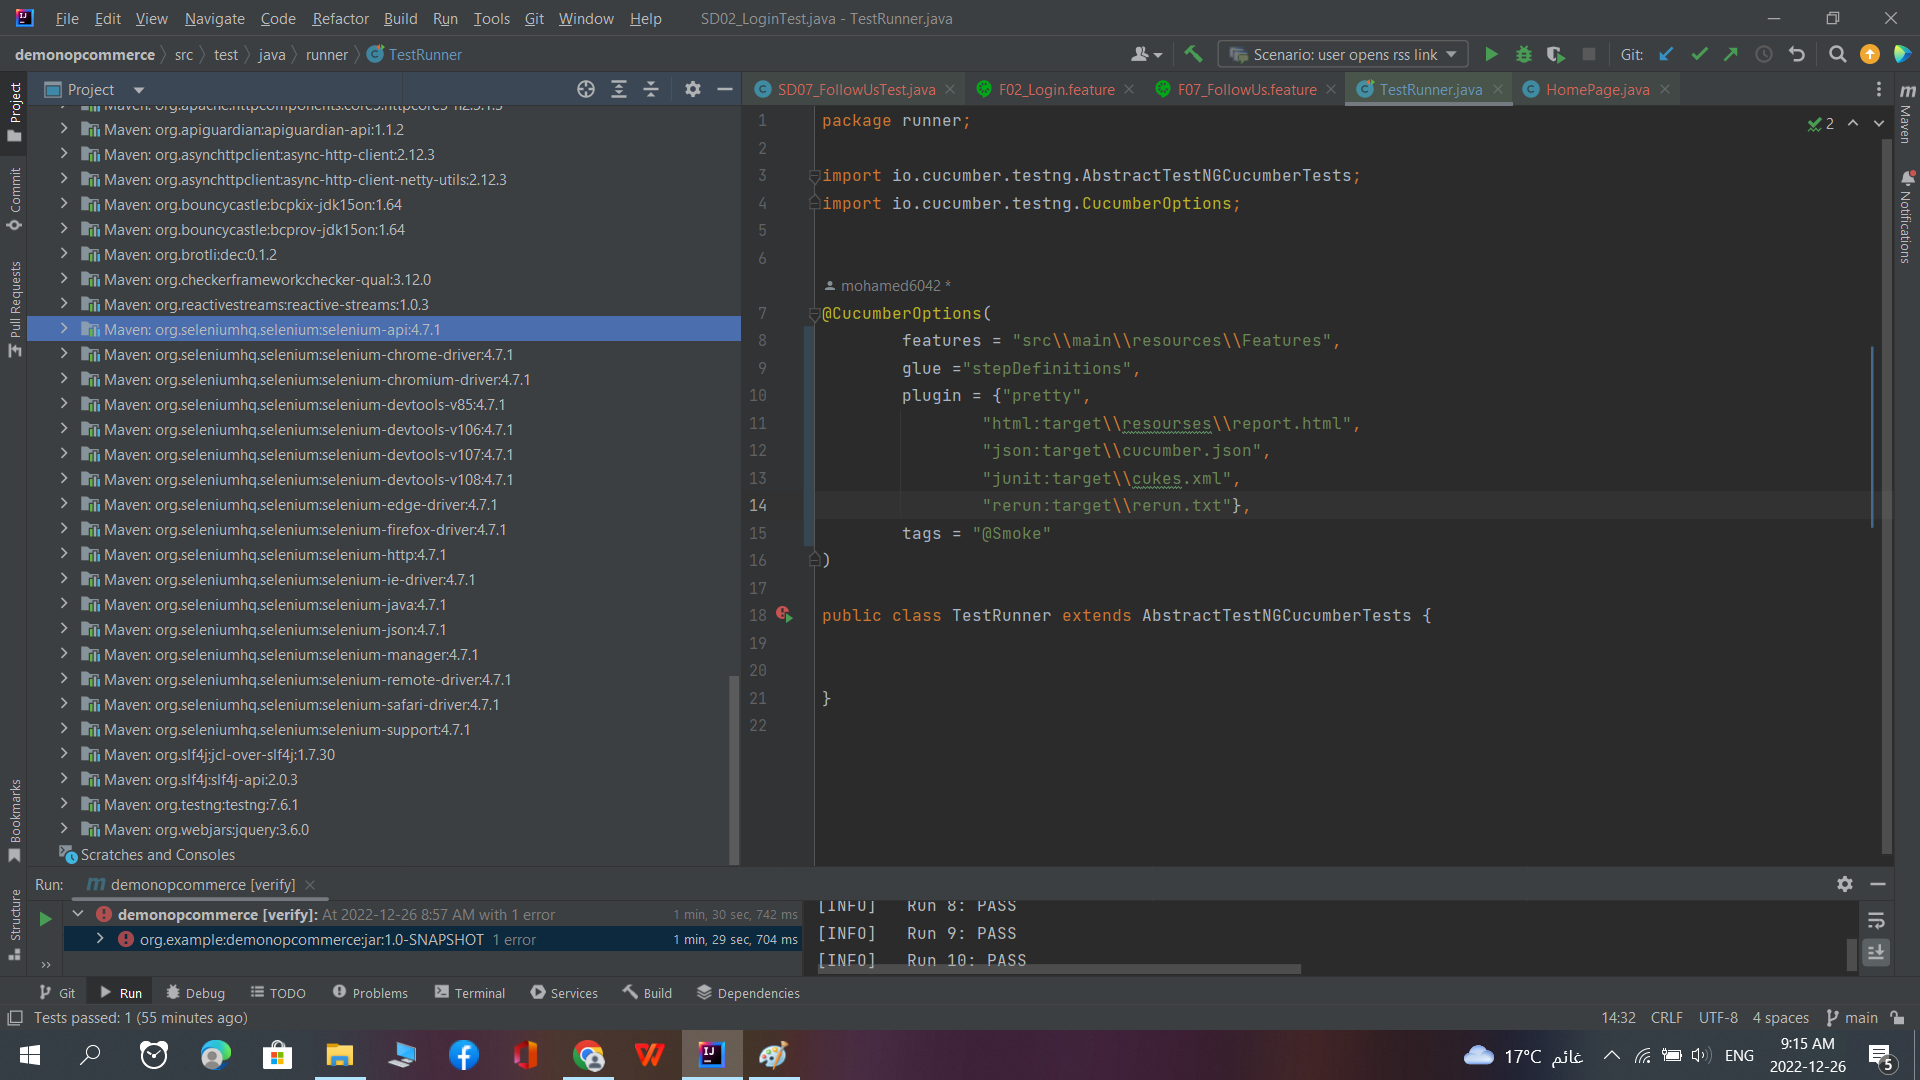 File Edit View Navigate Code Refactor Build Run Tools Git Window Help SD02_LoginTest.java - TestRunner.java
demonopcommerce src test java runner TestRunner Scenario: user opens rss link Git:
Project
SD07_FollowUsTest.java F02_Login.feature F07_FollowUs.feature TestRunner.java HomePage.java
Maven: org.apache.httpcomponents.core5:httpcore5-h2:5.1.3
Maven: org.apiguardian:apiguardian-api:1.1.2
Maven: org.asynchttpclient:async-http-client:2.12.3
Maven: org.asynchttpclient:async-http-client-netty-utils:2.12.3
Maven: org.bouncycastle:bcpkix-jdk15on:1.64
Maven: org.bouncycastle:bcprov-jdk15on:1.64
Maven: org.brotli:dec:0.1.2
Maven: org.checkerframework:checker-qual:3.12.0
Maven: org.reactivestreams:reactive-streams:1.0.3
Maven: org.seleniumhq.selenium:selenium-api:4.7.1
Maven: org.seleniumhq.selenium:selenium-chrome-driver:4.7.1
Maven: org.seleniumhq.selenium:selenium-chromium-driver:4.7.1
Maven: org.seleniumhq.selenium:selenium-devtools-v85:4.7.1
Maven: org.seleniumhq.selenium:selenium-devtools-v106:4.7.1
Maven: org.seleniumhq.selenium:selenium-devtools-v107:4.7.1
Maven: org.seleniumhq.selenium:selenium-devtools-v108:4.7.1
Maven: org.seleniumhq.selenium:selenium-edge-driver:4.7.1
Maven: org.seleniumhq.selenium:selenium-firefox-driver:4.7.1
Maven: org.seleniumhq.selenium:selenium-http:4.7.1
Maven: org.seleniumhq.selenium:selenium-ie-driver:4.7.1
Maven: org.seleniumhq.selenium:selenium-java:4.7.1
Maven: org.seleniumhq.selenium:selenium-json:4.7.1
Maven: org.seleniumhq.selenium:selenium-manager:4.7.1
Maven: org.seleniumhq.selenium:selenium-remote-driver:4.7.1
Maven: org.seleniumhq.selenium:selenium-safari-driver:4.7.1
Maven: org.seleniumhq.selenium:selenium-support:4.7.1
Maven: org.slf4j:jcl-over-slf4j:1.7.30
Maven: org.slf4j:slf4j-api:2.0.3
Maven: org.testng:testng:7.6.1
Maven: org.webjars:jquery:3.6.0
Scratches and Consoles
Project
Commit
Pull Requests
Bookmarks
Structure
1 package runner;
2
3 import io.cucumber.testng.AbstractTestNGCucumberTests;
4 import io.cucumber.testng.CucumberOptions;
5
6
mohamed6042 *
7 @CucumberOptions(
8 features = "src\\main\\resources\\Features",
9 glue ="stepDefinitions",
10 plugin = {"pretty",
11 "html:target\\resourses\\report.html",
12 "json:target\\cucumber.json",
13 "junit:target\\cukes.xml",
14 "rerun:target\\rerun.txt"},
15 tags = "@Smoke"
16 )
17
18 public class TestRunner extends AbstractTestNGCucumberTests {
19
20
21 }
22
2
Maven
Notifications
Run: demonopcommerce [verify]
demonopcommerce [verify]: At 2022-12-26 8:57 AM with 1 error 1 min, 30 sec, 742 ms
org.example:demonopcommerce:jar:1.0-SNAPSHOT 1 error 1 min, 29 sec, 704 ms
[INFO] Run 8: PASS
[INFO] Run 9: PASS
[INFO] Run 10: PASS
Git Run Debug TODO Problems Terminal Services Build Dependencies
Tests passed: 1 (55 minutes ago) 14:32 CRLF UTF-8 4 spaces main
17°C غائم ENG 9:15 AM
2022-12-26 5